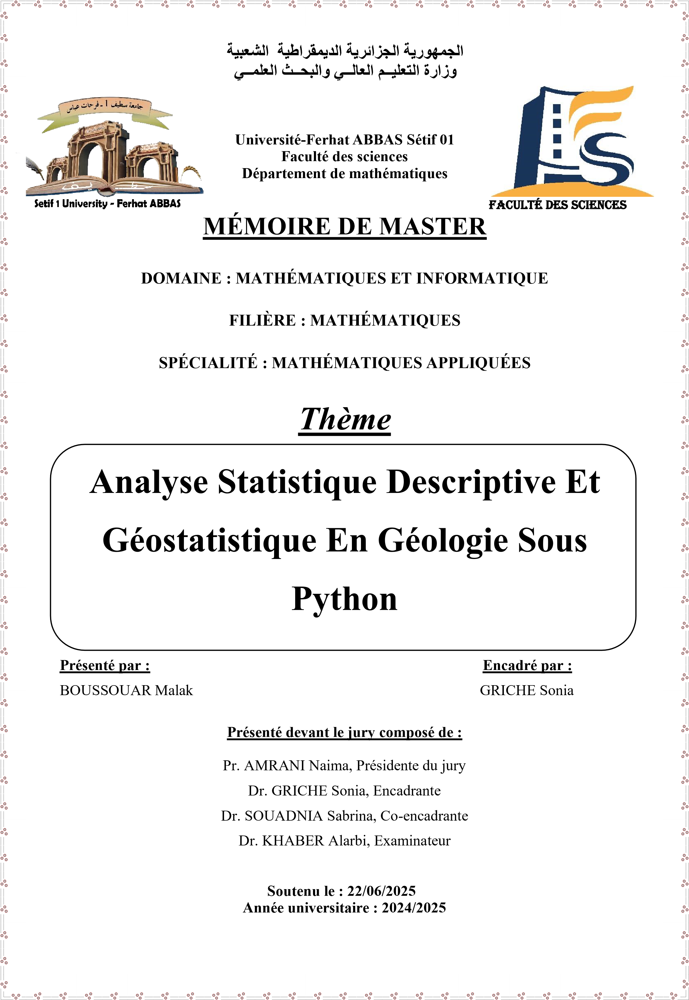 الجمهورية الجزائرية الديمقراطية الشعبية
وزارة التعليــم العالــي والبحــث العلمــي
جامعة سطيف 1 - فرحات عباس
Université-Ferhat ABBAS Sétif 01
Faculté des sciences
Département de mathématiques
سطيف
Setif 1 University - Ferhat ABBAS
FACULTÉ DES SCIENCES
MÉMOIRE DE MASTER
DOMAINE : MATHÉMATIQUES ET INFORMATIQUE
FILIÈRE : MATHÉMATIQUES
SPÉCIALITÉ : MATHÉMATIQUES APPLIQUÉES
Thème
Analyse Statistique Descriptive Et
Géostatistique En Géologie Sous
Python
Présenté par :
Encadré par :
BOUSSOUAR Malak
GRICHE Sonia
Présenté devant le jury composé de :
Pr. AMRANI Naima, Présidente du jury
Dr. GRICHE Sonia, Encadrante
Dr. SOUADNIA Sabrina, Co-encadrante
Dr. KHABER Alarbi, Examinateur
Soutenu le : 22/06/2025
Année universitaire : 2024/2025